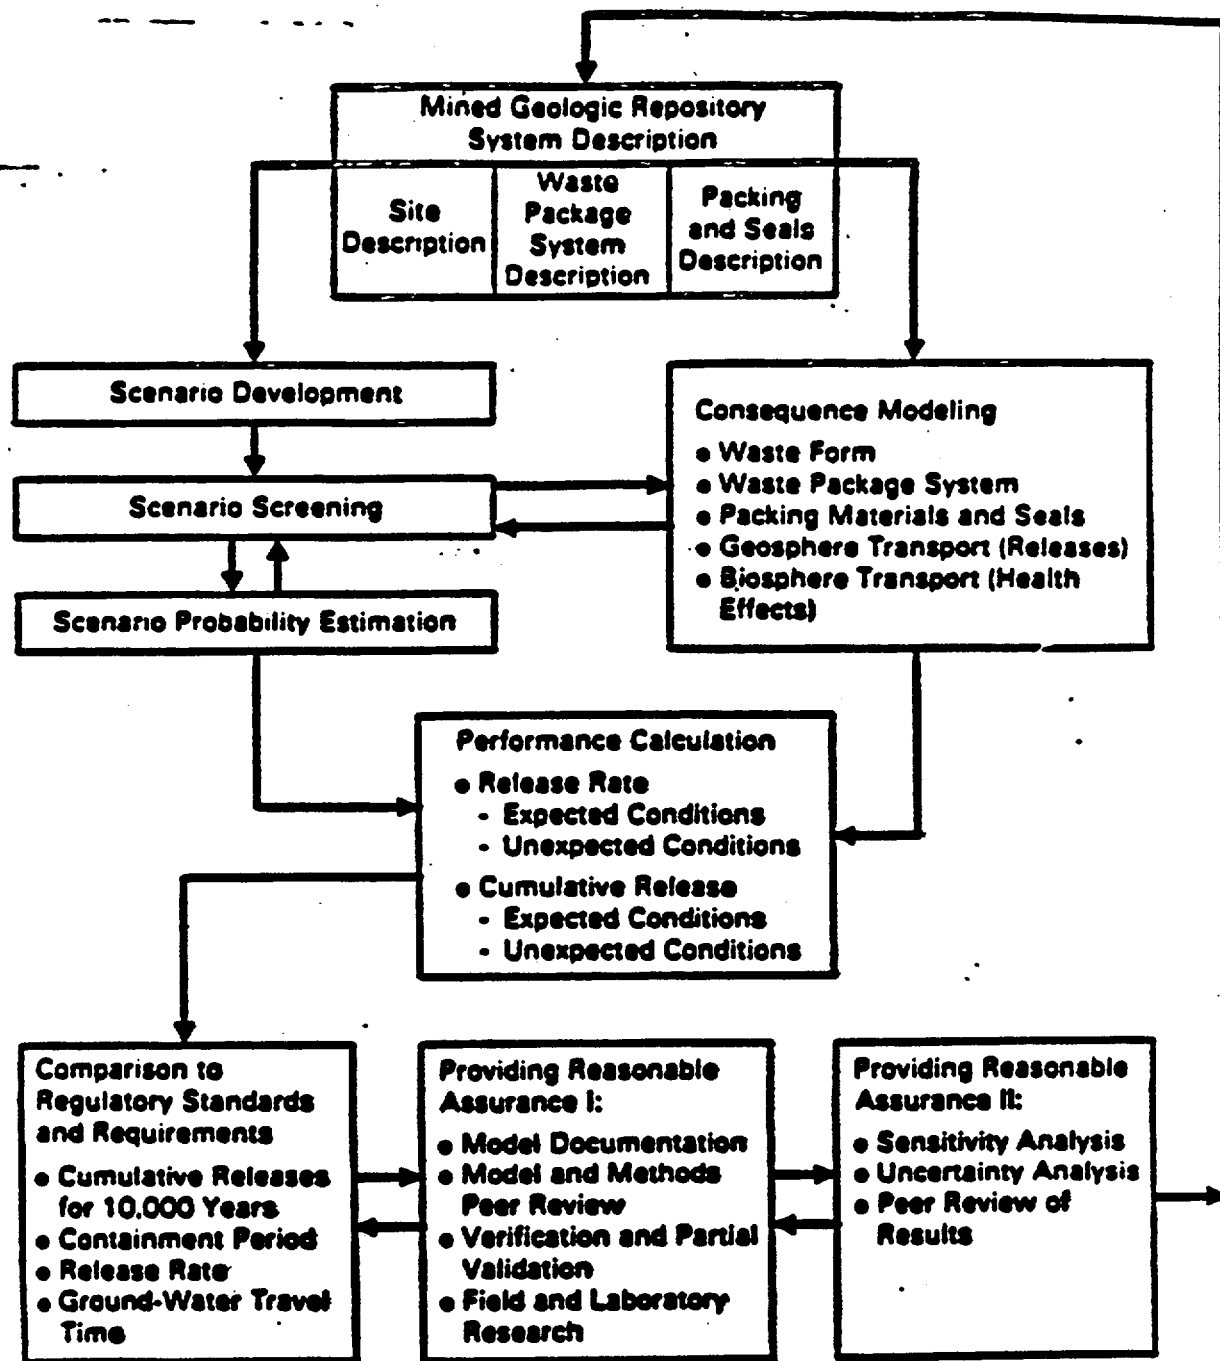 Mined Geologic Repository
System Description
Site
Description
Waste
Package
System
Description
Packing
and Seals
Description
Scenario Development
Scenario Screening
Scenario Probability Estimation
Consequence Modeling
● Waste Form
● Waste Package System
● Packing Materials and Seals
● Geosphere Transport (Releases)
● Biosphere Transport (Health
Effects)
Performance Calculation
● Release Rate
- Expected Conditions
- Unexpected Conditions
● Cumulative Release
- Expected Conditions
- Unexpected Conditions
Comparison to
Regulatory Standards
and Requirements
● Cumulative Releases
for 10,000 Years
● Containment Period
● Release Rate
● Ground-Water Travel
Time
Providing Reasonable
Assurance I:
● Model Documentation
● Model and Methods
Peer Review
● Verification and Partial
Validation
● Field and Laboratory
Research
Providing Reasonable
Assurance II:
● Sensitivity Analysis
● Uncertainty Analysis
● Peer Review of
Results